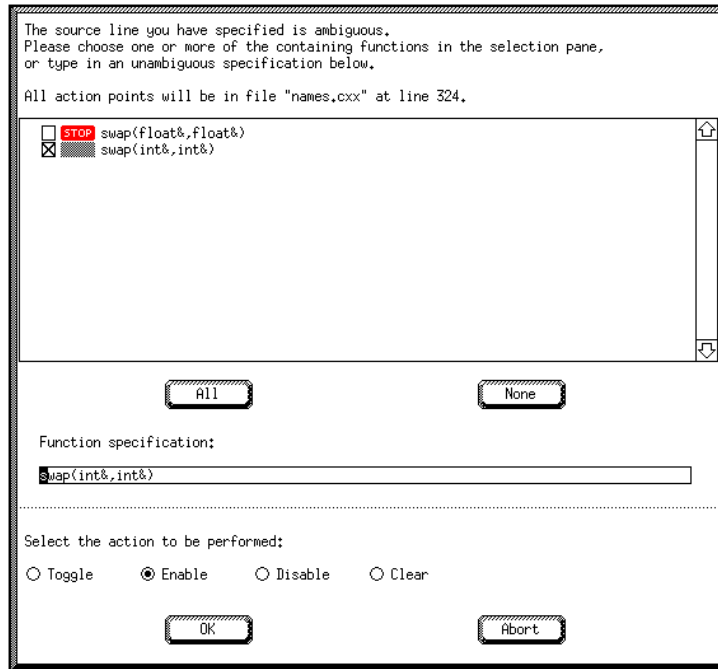 The source line you have specified is ambiguous.
Please choose one or more of the containing functions in the selection pane,
or type in an unambiguous specification below.
All action points will be in file "names.cxx" at line 324.
STOP swap(float&,float&)
swap(int&,int&)
All None
Function specification:
swap(int&,int&)
Select the action to be performed:
Toggle Enable Disable Clear
OK Abort